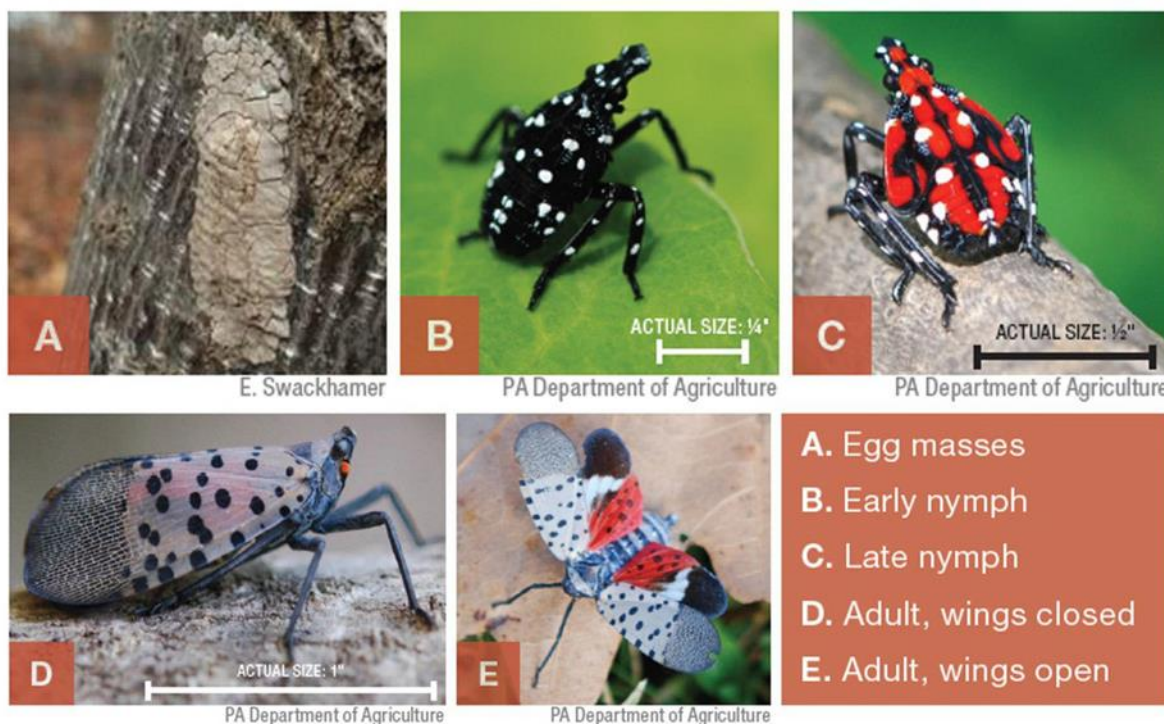 A
E. Swackhamer
B
ACTUAL SIZE: ¼"
PA Department of Agriculture
C
ACTUAL SIZE: ½"
PA Department of Agriculture
D
ACTUAL SIZE: 1"
PA Department of Agriculture
E
PA Department of Agriculture
A. Egg masses
B. Early nymph
C. Late nymph
D. Adult, wings closed
E. Adult, wings open